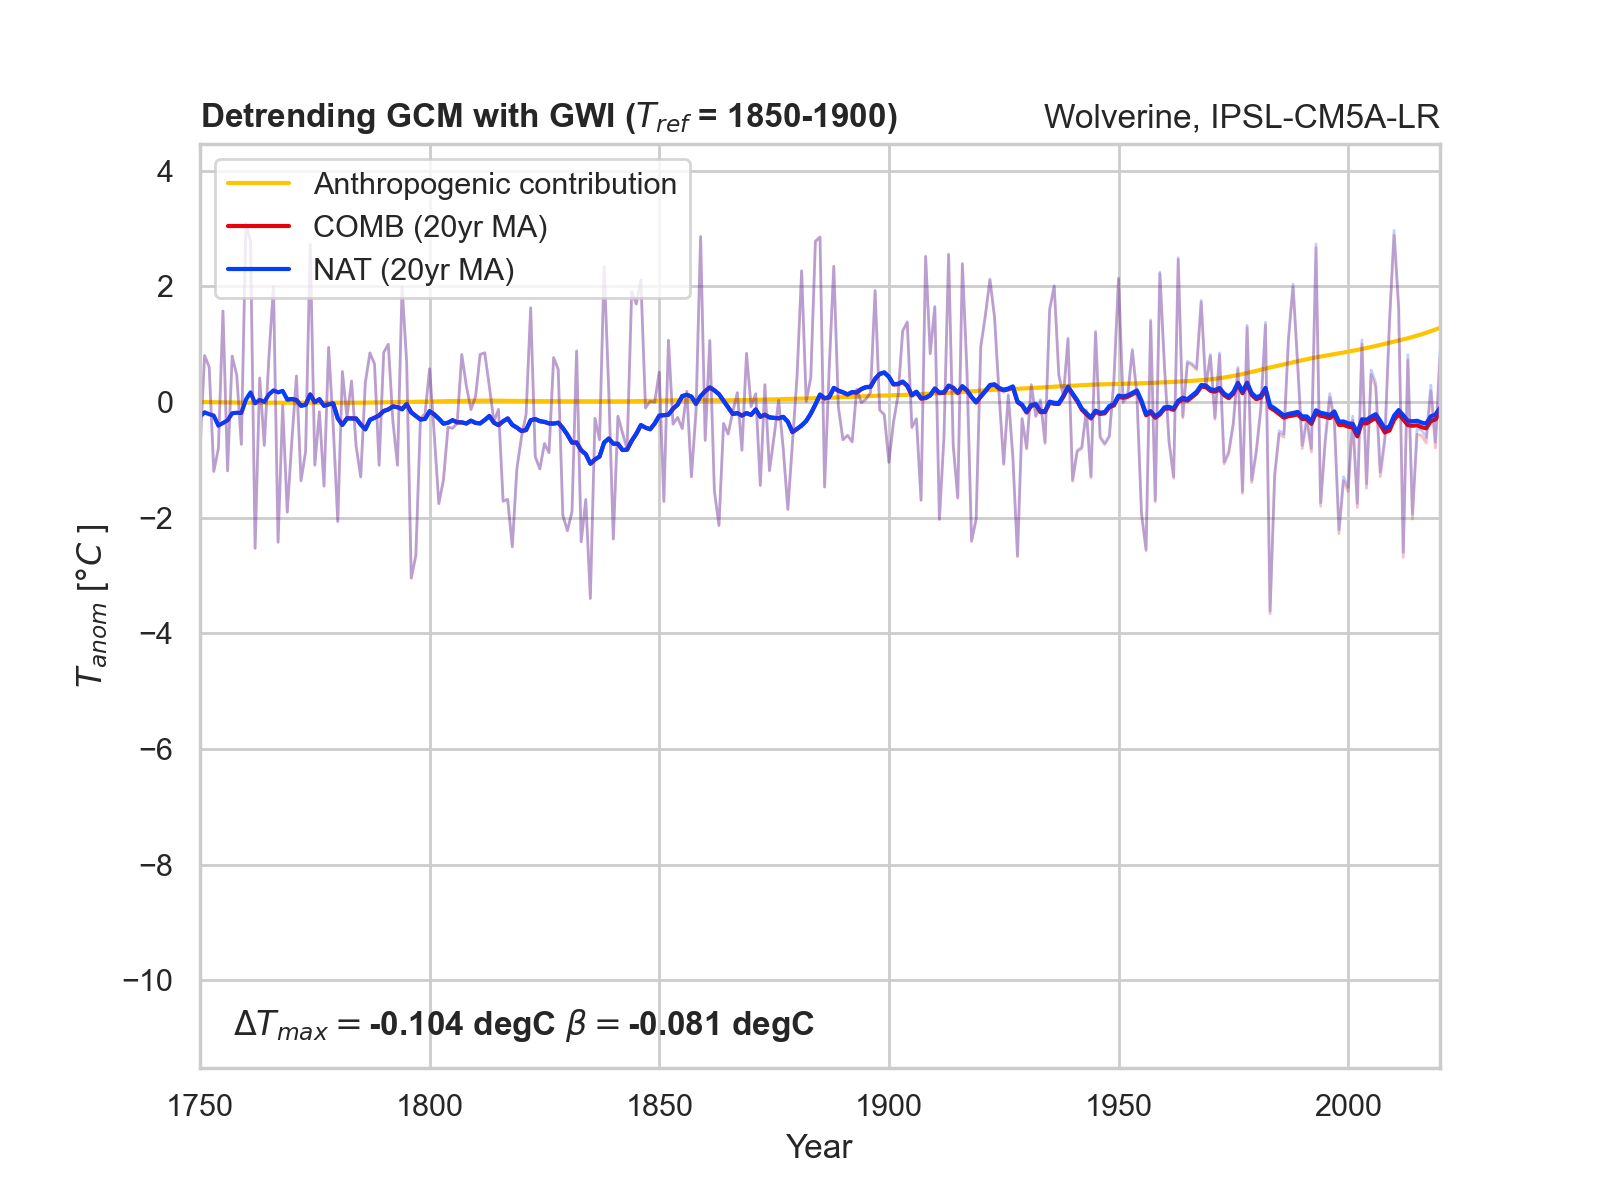 Detrending GCM with GWI (T_ref = 1850-1900)
Wolverine, IPSL-CM5A-LR
Anthropogenic contribution
COMB (20yr MA)
NAT (20yr MA)
4
2
0
−2
−4
−6
−8
−10
T_anom [°C]
ΔT_max = -0.104 degC β = -0.081 degC
1750 1800 1850 1900 1950 2000
Year